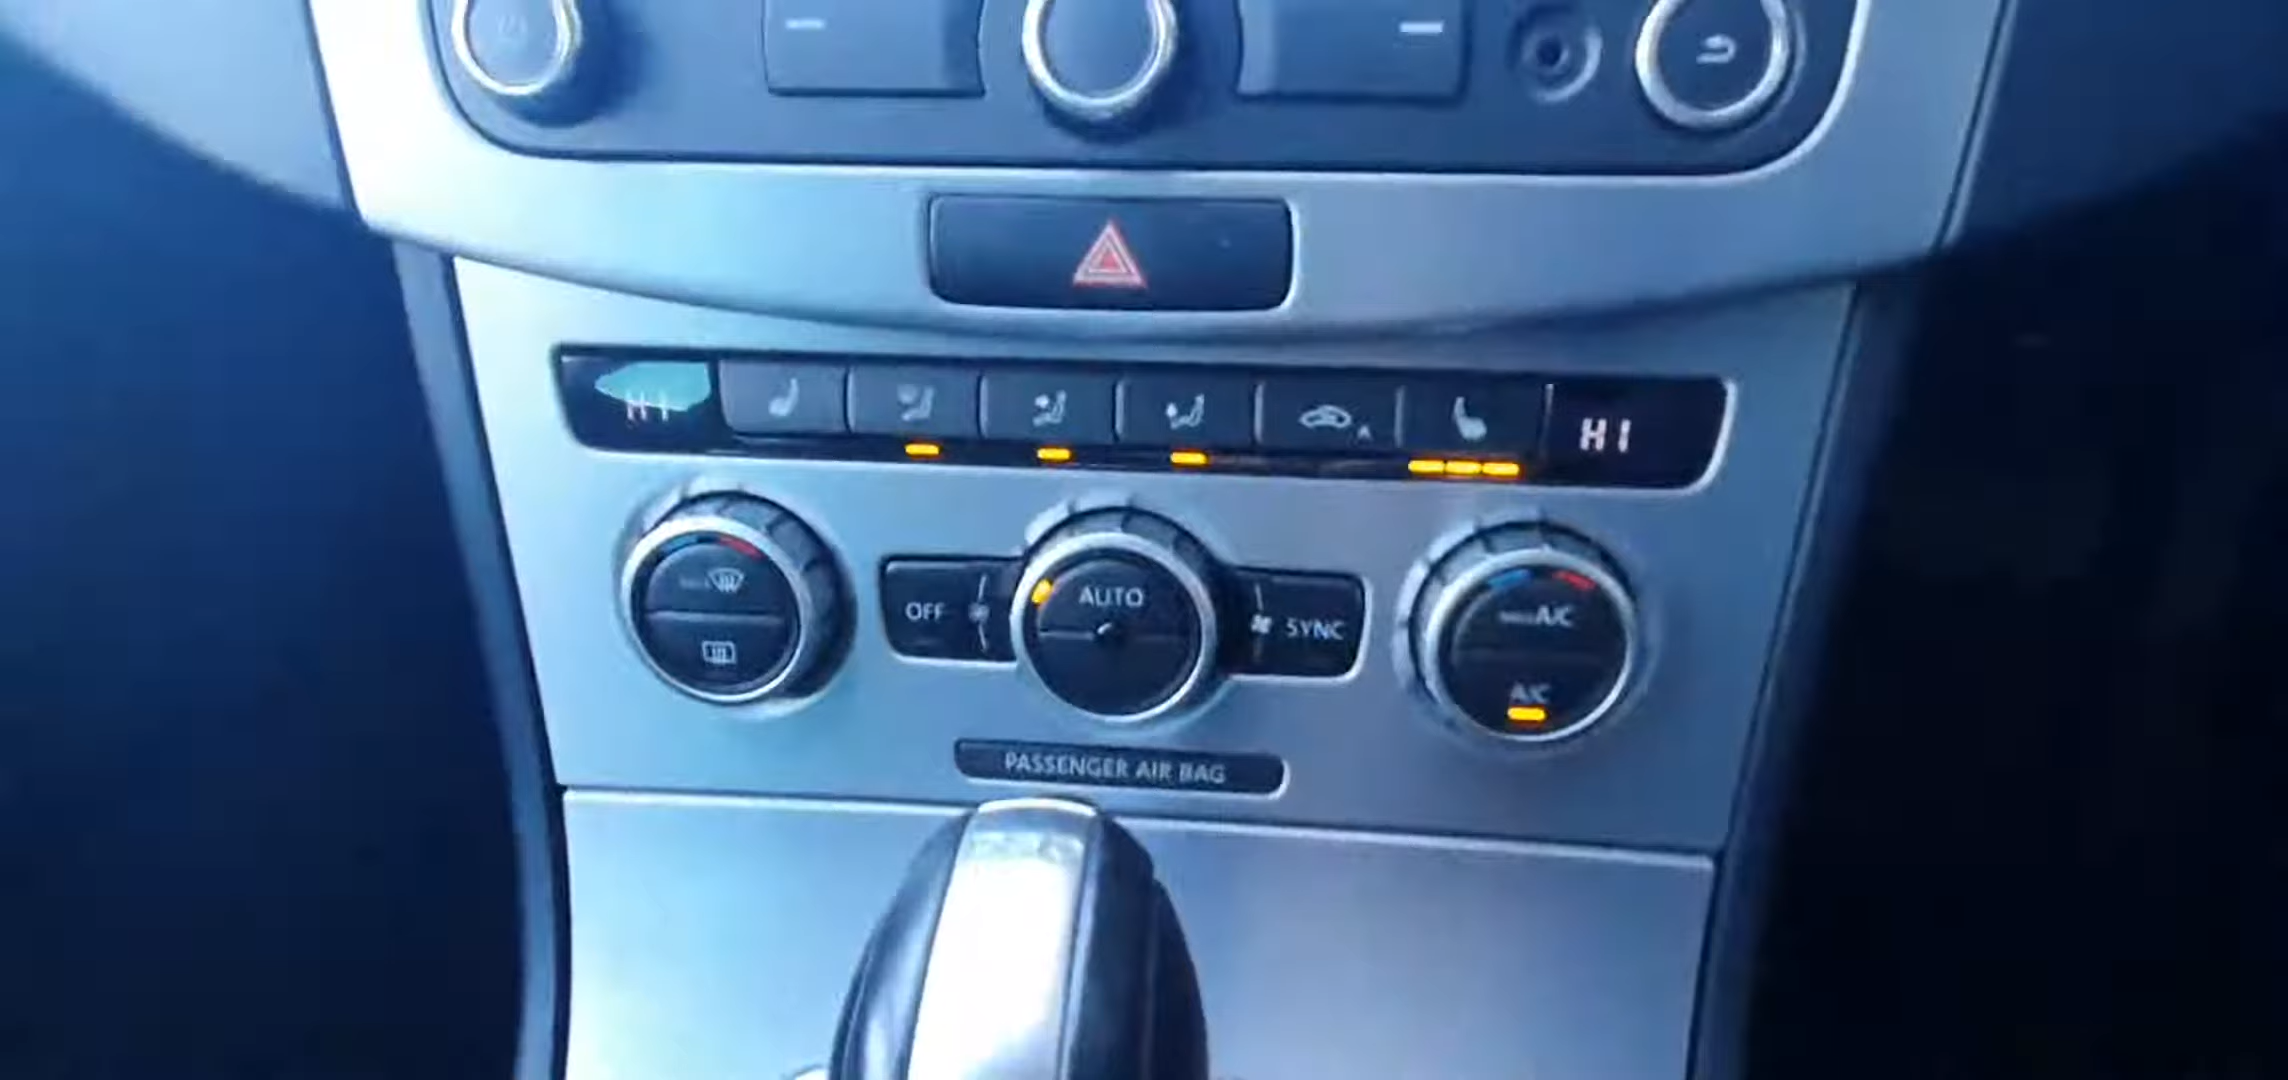 HI
A
HI
OFF
AUTO
SYNC
A/C
A/C
PASSENGER AIR BAG